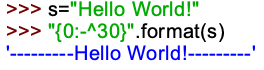 >>> s="Hello World!"
>>> "{0:-^30}".format(s)
'---------Hello World!---------'